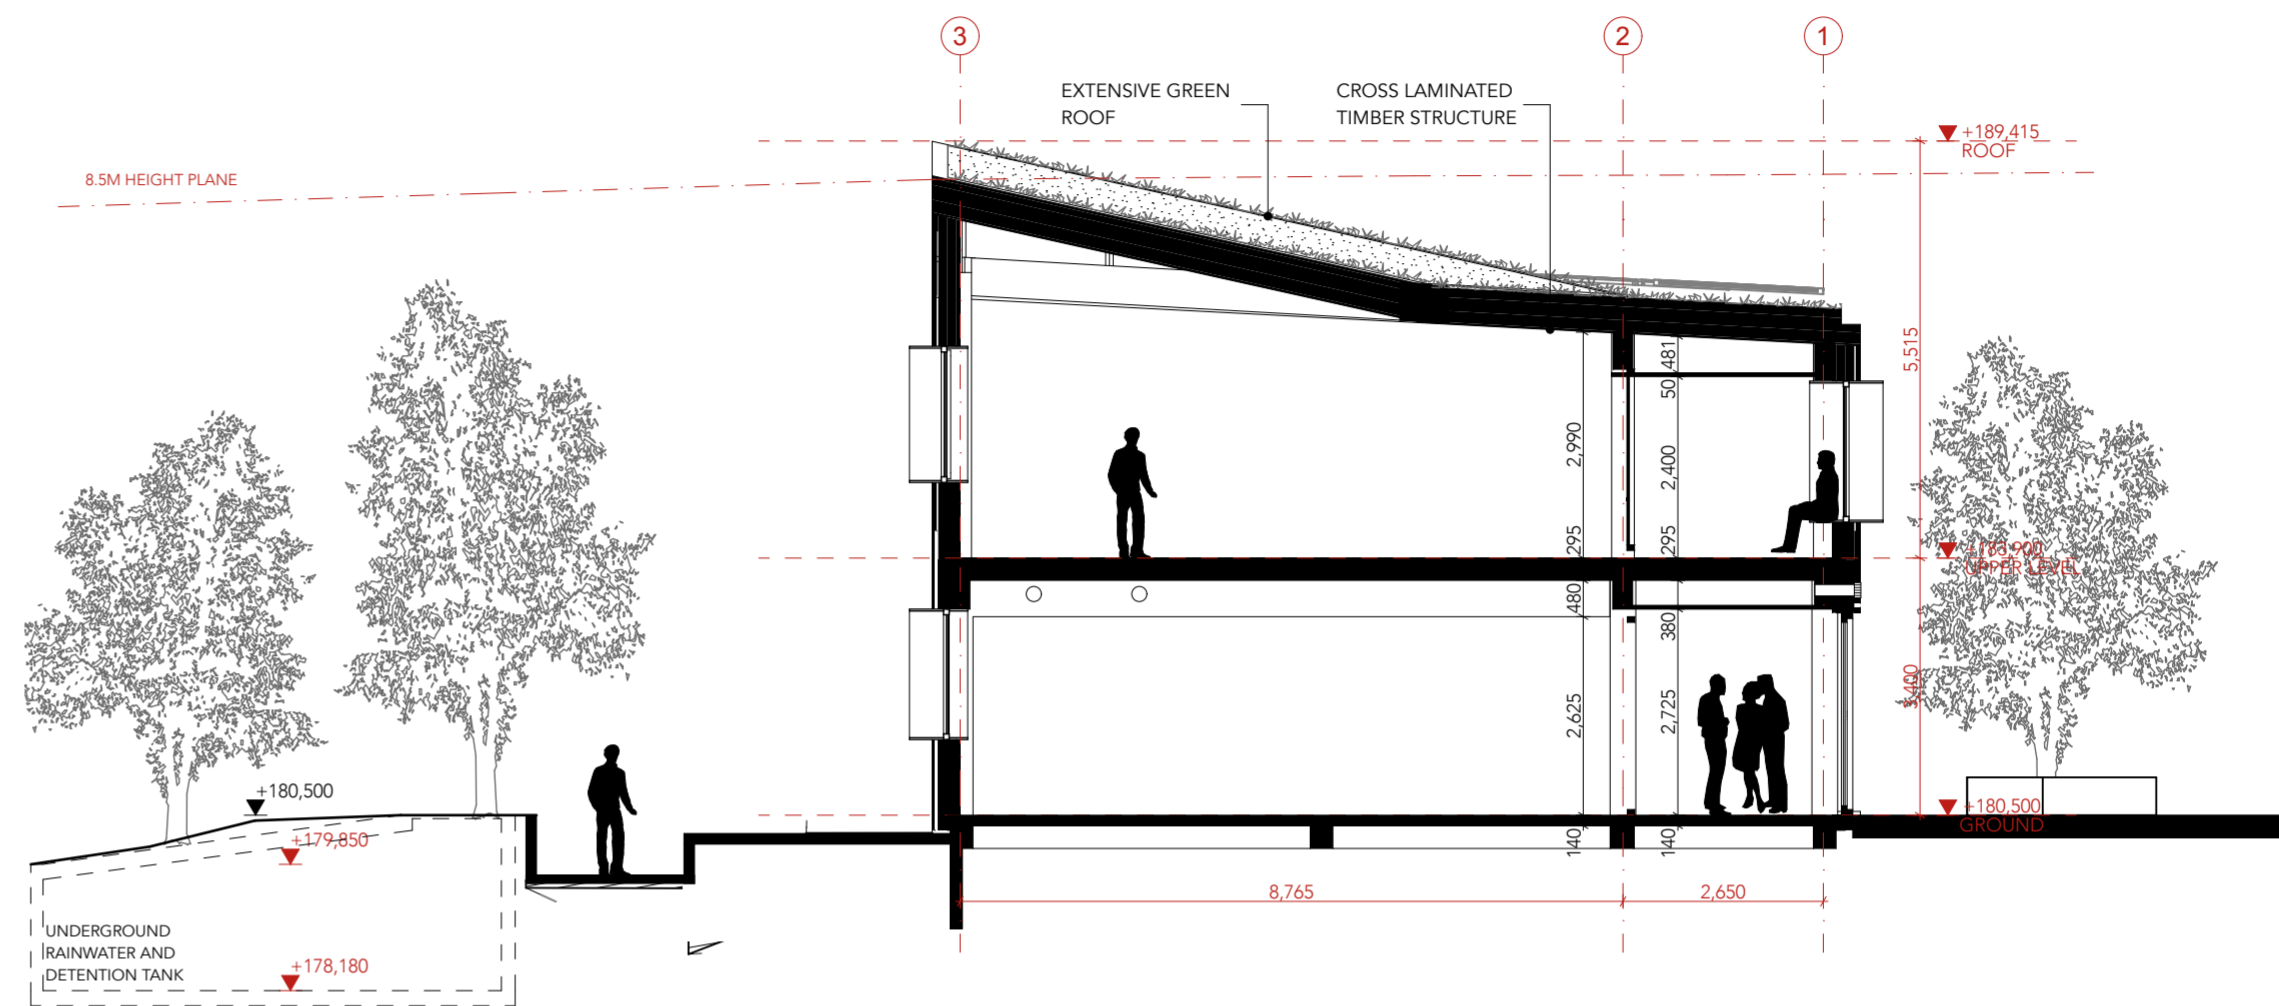 3
2
1
EXTENSIVE GREEN
ROOF
CROSS LAMINATED
TIMBER STRUCTURE
+189,415
ROOF
8.5M HEIGHT PLANE
5,515
481
50
2,990
2,400
295
295
+183,900
UPPER LEVEL
480
380
3,400
2,625
2,725
+180,500
+179,850
+180,500
GROUND
140
140
8,765
2,650
UNDERGROUND
RAINWATER AND
DETENTION TANK
+178,180